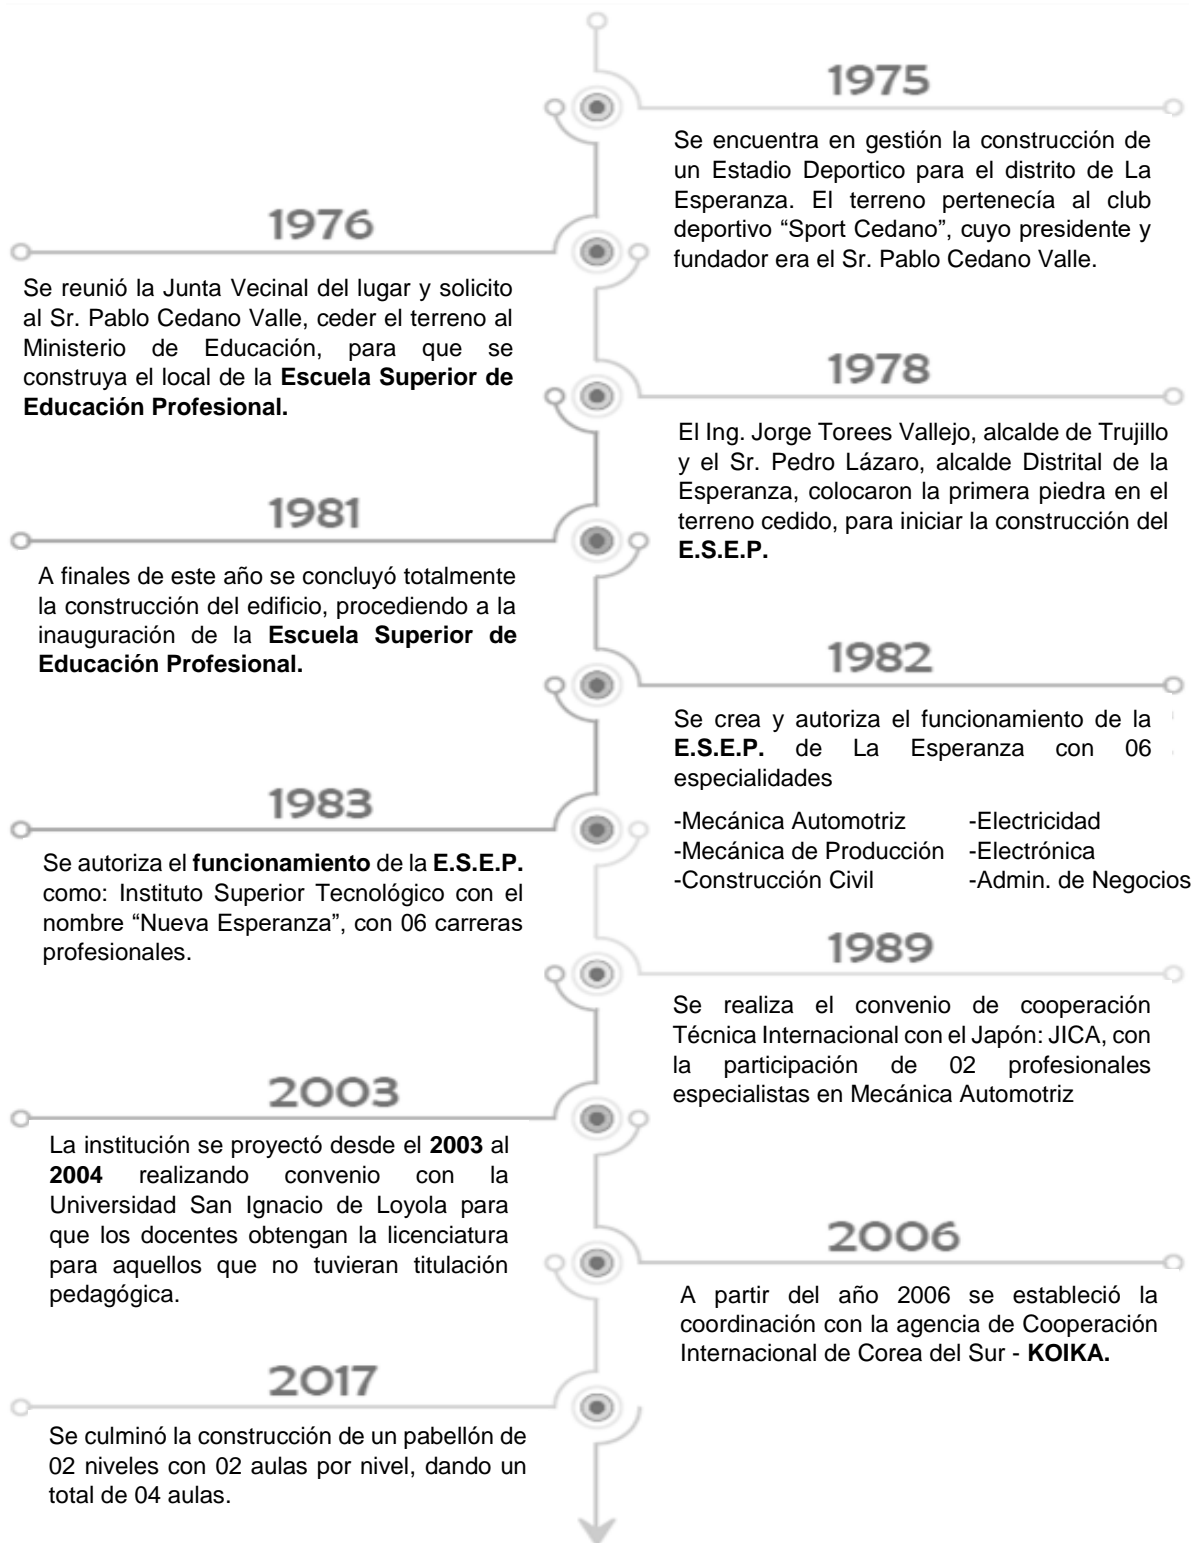 1975
Se encuentra en gestión la construcción de
un Estadio Deportico para el distrito de La
Esperanza. El terreno pertenecía al club
deportivo “Sport Cedano”, cuyo presidente y
fundador era el Sr. Pablo Cedano Valle.
1976
Se reunió la Junta Vecinal del lugar y solicito
al Sr. Pablo Cedano Valle, ceder el terreno al
Ministerio de Educación, para que se
construya el local de la Escuela Superior de
Educación Profesional.
1978
El Ing. Jorge Torees Vallejo, alcalde de Trujillo
y el Sr. Pedro Lázaro, alcalde Distrital de la
Esperanza, colocaron la primera piedra en el
terreno cedido, para iniciar la construcción del
E.S.E.P.
1981
A finales de este año se concluyó totalmente
la construcción del edificio, procediendo a la
inauguración de la Escuela Superior de
Educación Profesional.
1982
Se crea y autoriza el funcionamiento de la
E.S.E.P. de La Esperanza con 06
especialidades
-Mecánica Automotriz -Electricidad
-Mecánica de Producción -Electrónica
-Construcción Civil -Admin. de Negocios
1983
Se autoriza el funcionamiento de la E.S.E.P.
como: Instituto Superior Tecnológico con el
nombre “Nueva Esperanza”, con 06 carreras
profesionales.
1989
Se realiza el convenio de cooperación
Técnica Internacional con el Japón: JICA, con
la participación de 02 profesionales
especialistas en Mecánica Automotriz
2003
La institución se proyectó desde el 2003 al
2004 realizando convenio con la
Universidad San Ignacio de Loyola para
que los docentes obtengan la licenciatura
para aquellos que no tuvieran titulación
pedagógica.
2006
A partir del año 2006 se estableció la
coordinación con la agencia de Cooperación
Internacional de Corea del Sur - KOIKA.
2017
Se culminó la construcción de un pabellón de
02 niveles con 02 aulas por nivel, dando un
total de 04 aulas.